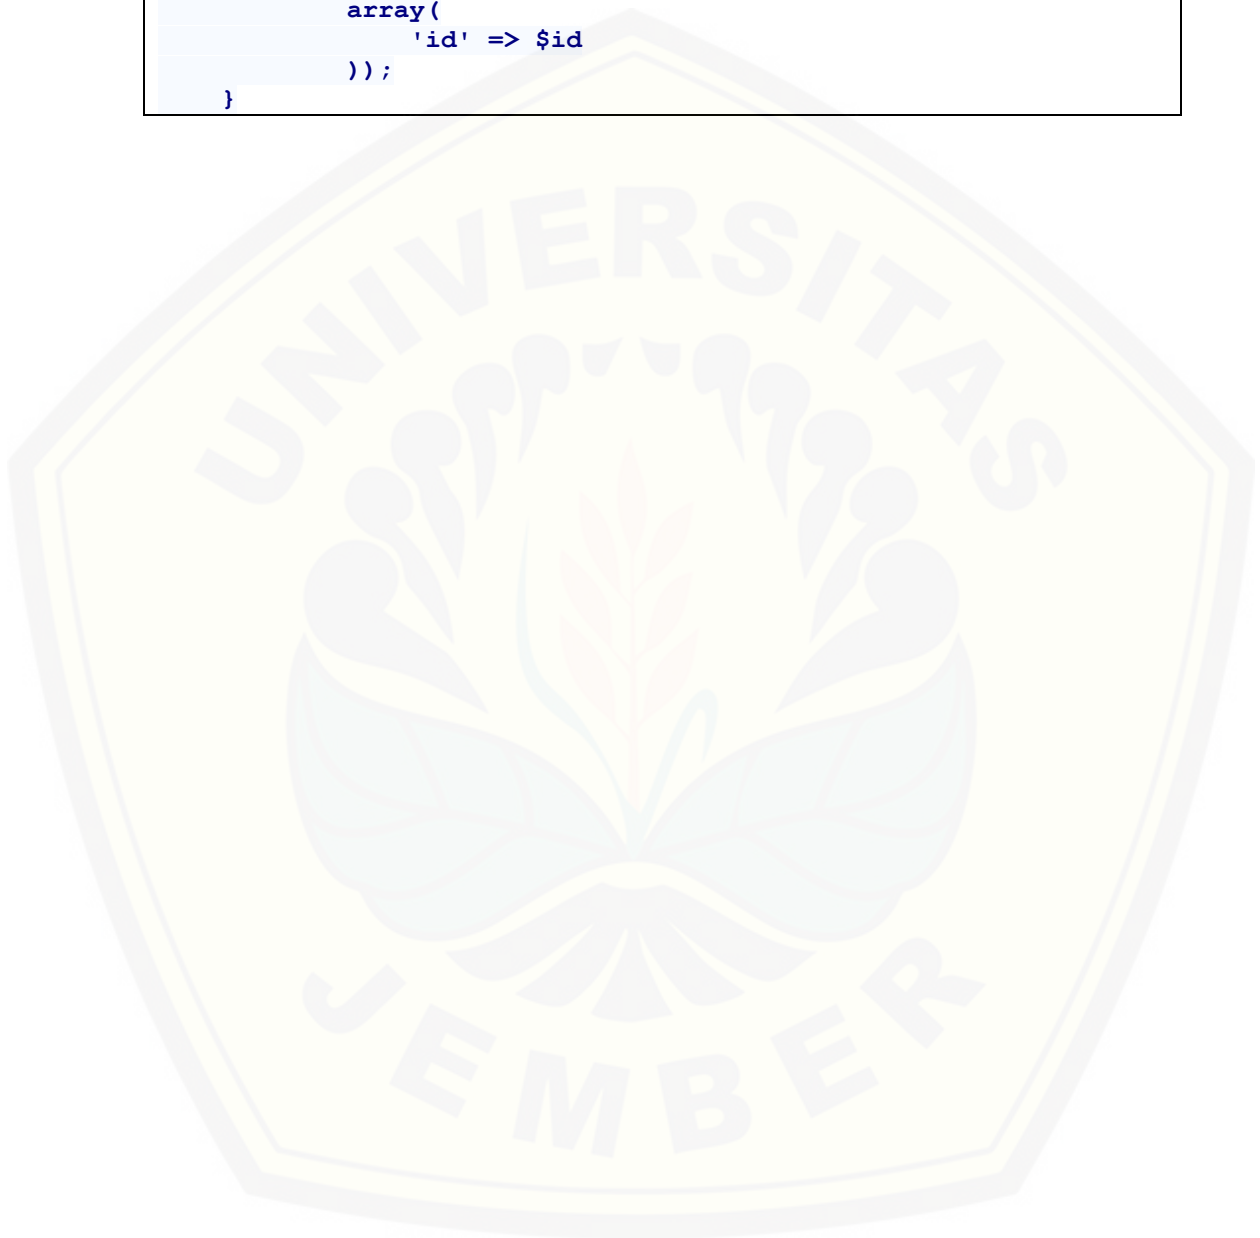 array(
'id' => $id
));
}
UNIVERSITAS
JEMBER